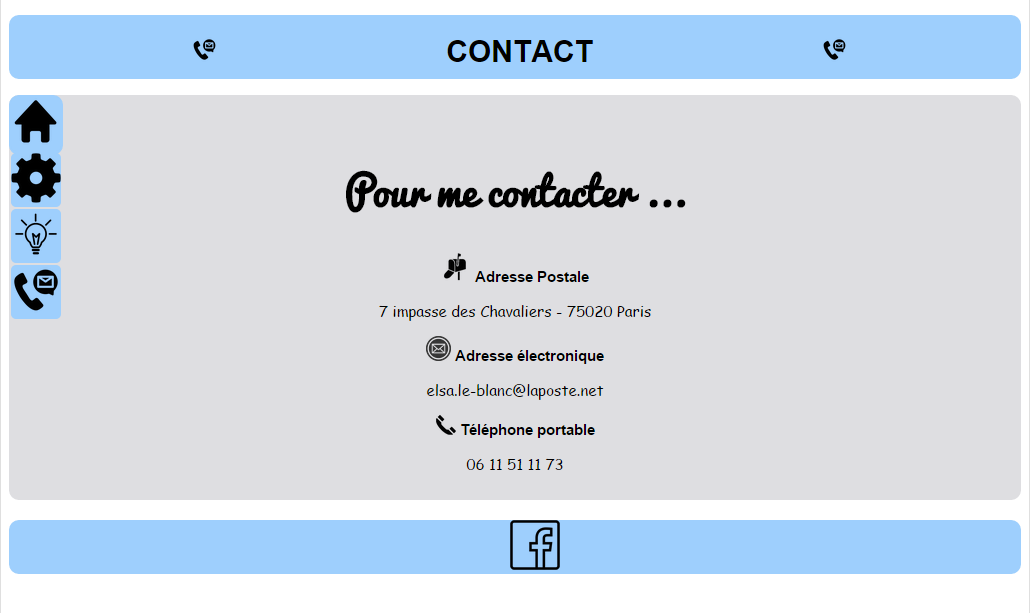 CONTACT
Pour me contacter ...
Adresse Postale
7 impasse des Chavaliers - 75020 Paris
Adresse électronique
elsa.le-blanc@laposte.net
Téléphone portable
06 11 51 11 73